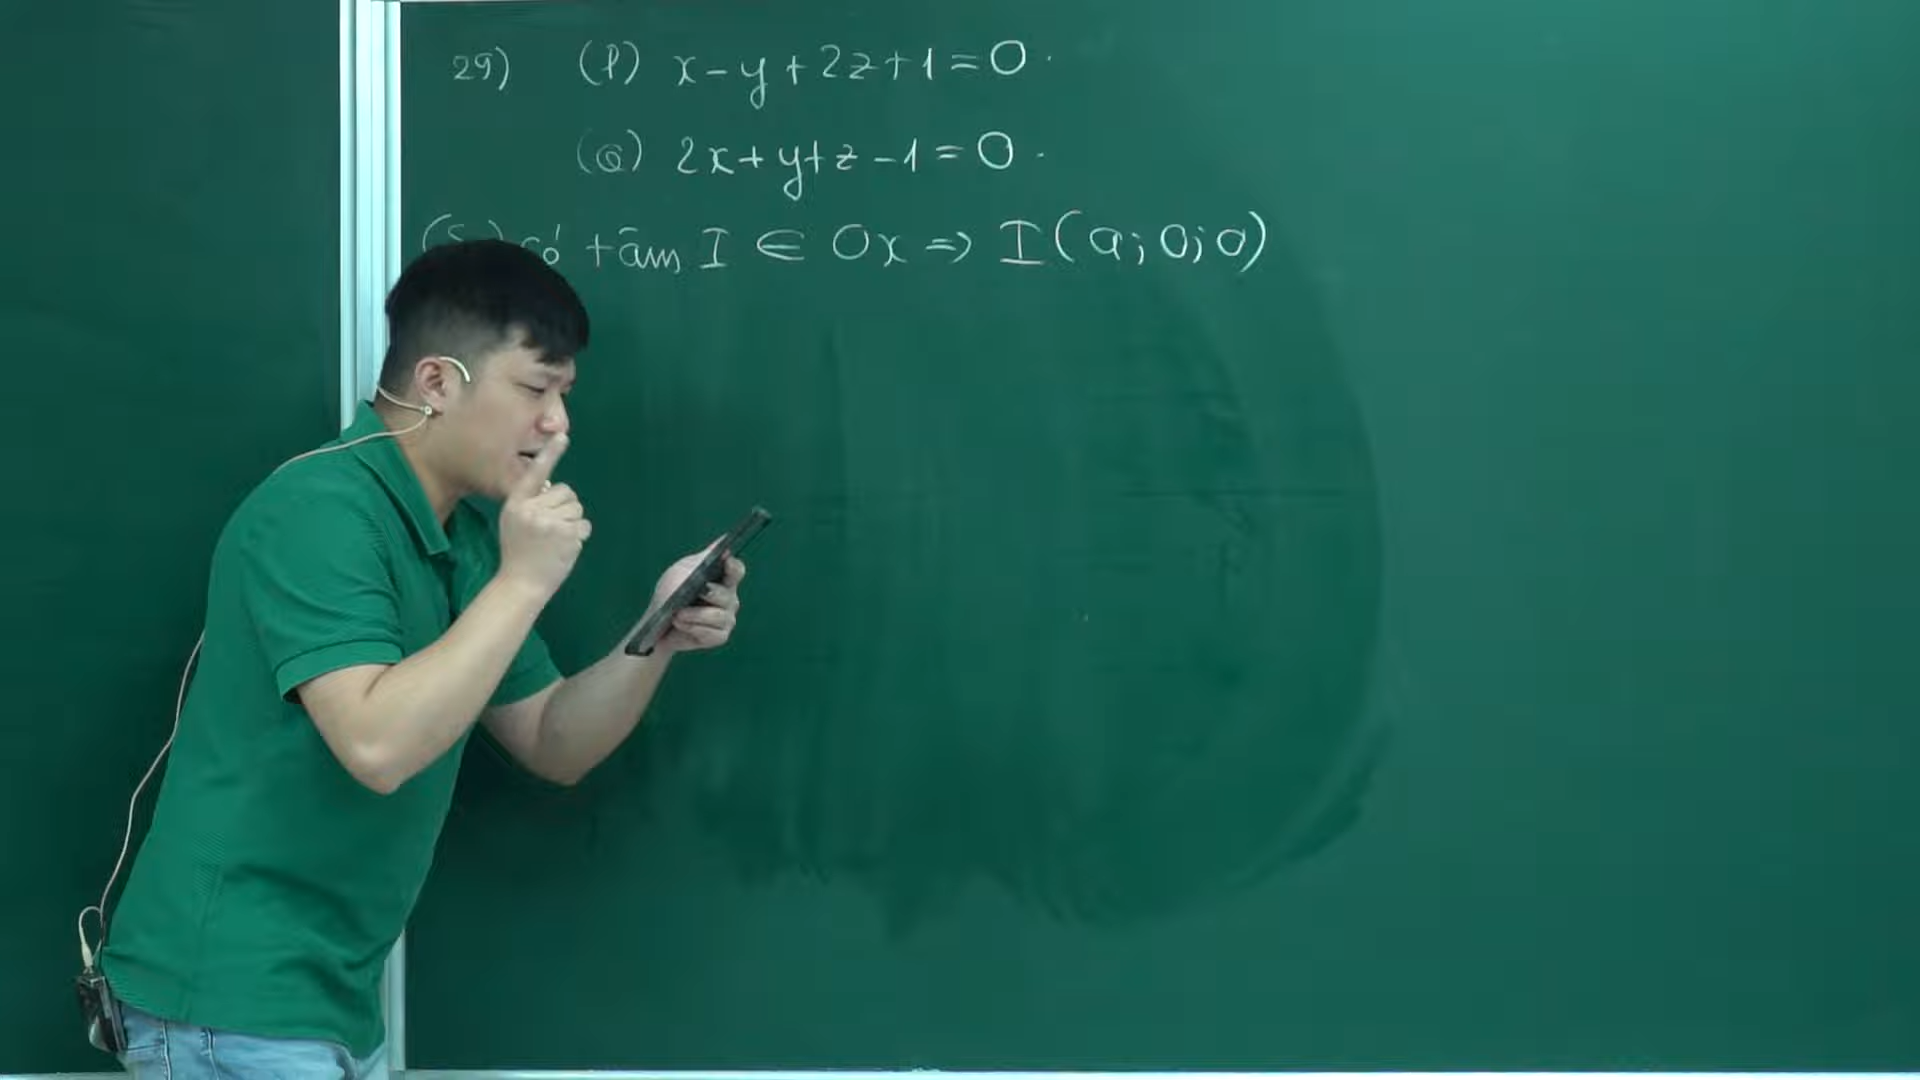 29) (P) x - y + 2z + 1 = 0.
(Q) 2x + y + z - 1 = 0.
(S) có tâm I ∈ Ox => I(a; 0; 0)